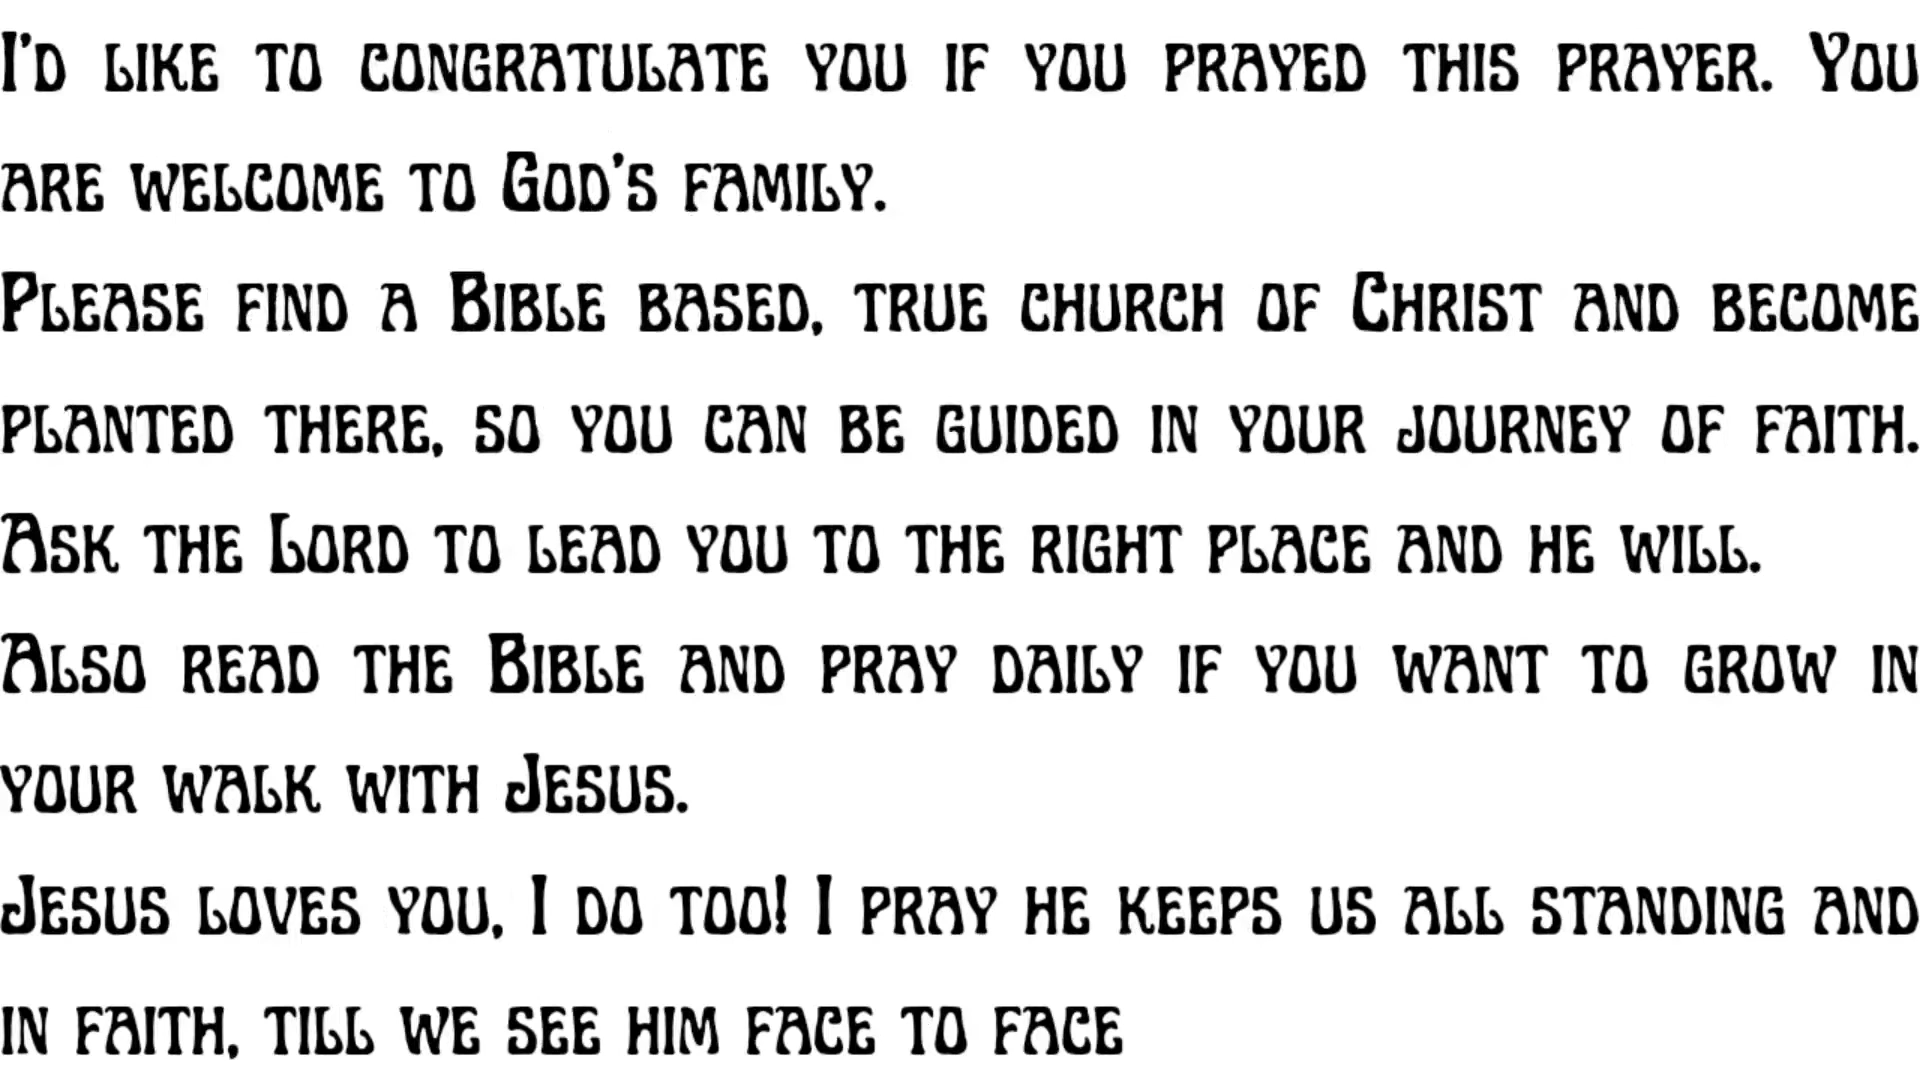 I'd like to congratulate you if you prayed this prayer. You
are welcome to God's family.
Please find a Bible based, true church of Christ and become
planted there, so you can be guided in your journey of faith.
Ask the Lord to lead you to the right place and he will.
Also read the Bible and pray daily if you want to grow in
your walk with Jesus.
Jesus loves you, I do too! I pray he keeps us all standing and
in faith, till we see him face to face